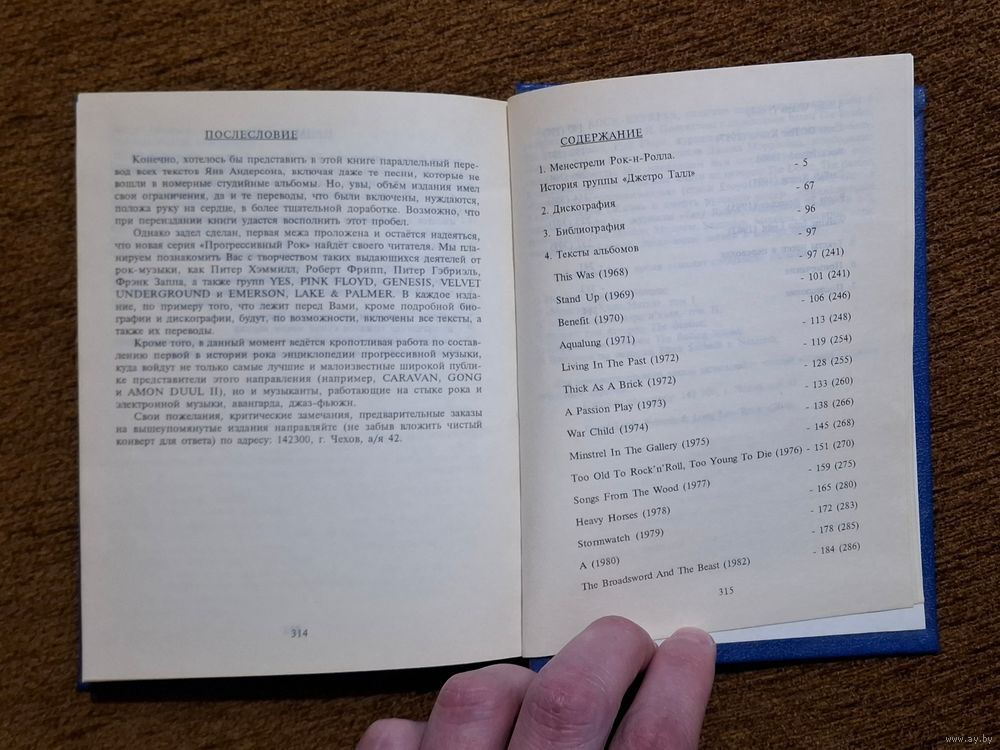 ПОСЛЕСЛОВИЕ
Конечно, хотелось бы представить в этой книге параллельный пере-
вод всех текстов Яна Андерсона, включая даже те песни, которые не
вошли в номерные студийные альбомы. Но, увы, объём издания имел
свои ограничения, да и те переводы, что были включены, нуждаются,
положа руку на сердце, в более тщательной доработке. Возможно, что
при переиздании книги удастся восполнить этот пробел.
Однако задел сделан, первая межа проложена и остаётся надеяться,
что новая серия «Прогрессивный Рок» найдёт своего читателя. Мы пла-
нируем познакомить Вас с творчеством таких выдающихся деятелей от
рок-музыки, как Питер Хэммилл, Роберт Фрипп, Питер Гэбриэль,
Фрэнк Заппа, а также групп YES, PINK FLOYD, GENESIS, VELVET
UNDERGROUND и EMERSON, LAKE & PALMER. В каждое изда-
ние, по примеру того, что лежит перед Вами, кроме подробной био-
графии и дискографии, будут, по возможности, включены все тексты, а
также их переводы.
Кроме того, в данный момент ведётся кропотливая работа по состав-
лению первой в истории рока энциклопедии прогрессивной музыки,
куда войдут не только самые лучшие и малоизвестные широкой публи-
ке представители этого направления (например, CARAVAN, GONG
и AMON DUUL II), но и музыканты, работающие на стыке рока и
электронной музыки, авангарда, джаз-фьюжн.
Свои пожелания, критические замечания, предварительные заказы
на вышеупомянутые издания направляйте (не забыв вложить чистый
конверт для ответа) по адресу: 142300, г. Чехов, а/я 42.
314
СОДЕРЖАНИЕ
1. Менестрели Рок-н-Ролла.
История группы «Джетро Талл» - 5
2. Дискография - 67
3. Библиография - 96
4. Тексты альбомов - 97
This Was (1968) - 97 (241)
Stand Up (1969) - 101 (241)
Benefit (1970) - 106 (246)
Aqualung (1971) - 113 (248)
Living In The Past (1972) - 119 (254)
Thick As A Brick (1972) - 128 (255)
A Passion Play (1973) - 133 (260)
War Child (1974) - 138 (266)
Minstrel In The Gallery (1975) - 145 (268)
Too Old To Rock'n'Roll, Too Young To Die (1976) - 151 (270)
Songs From The Wood (1977) - 159 (275)
Heavy Horses (1978) - 165 (280)
Stormwatch (1979) - 172 (283)
A (1980) - 178 (285)
The Broadsword And The Beast (1982) - 184 (286)
315
www.ay.by